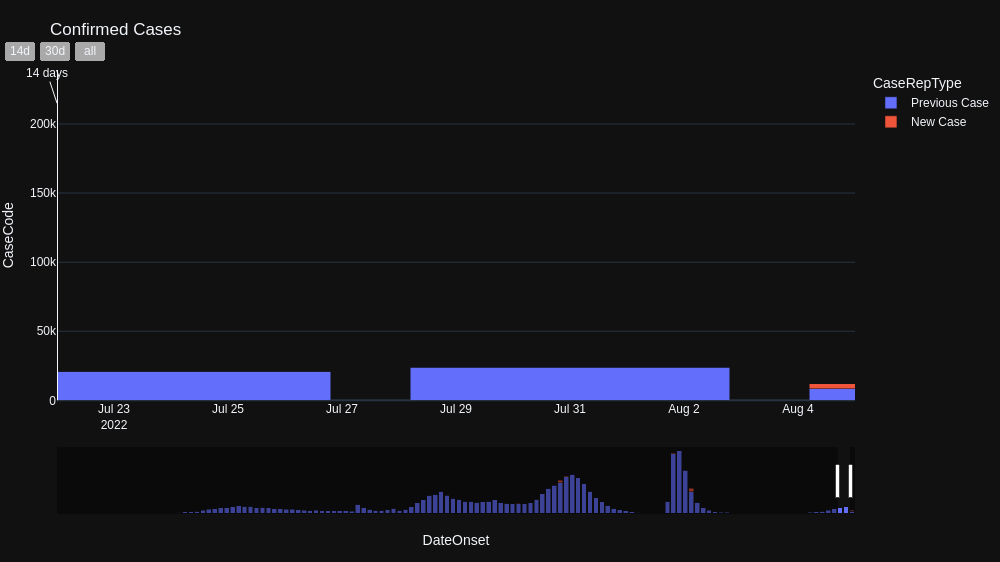 Confirmed Cases
14d 30d all
14 days
CaseRepType
Previous Case
New Case
200k
150k
100k
50k
0
CaseCode
Jul 23 Jul 25 Jul 27 Jul 29 Jul 31 Aug 2 Aug 4
2022
DateOnset